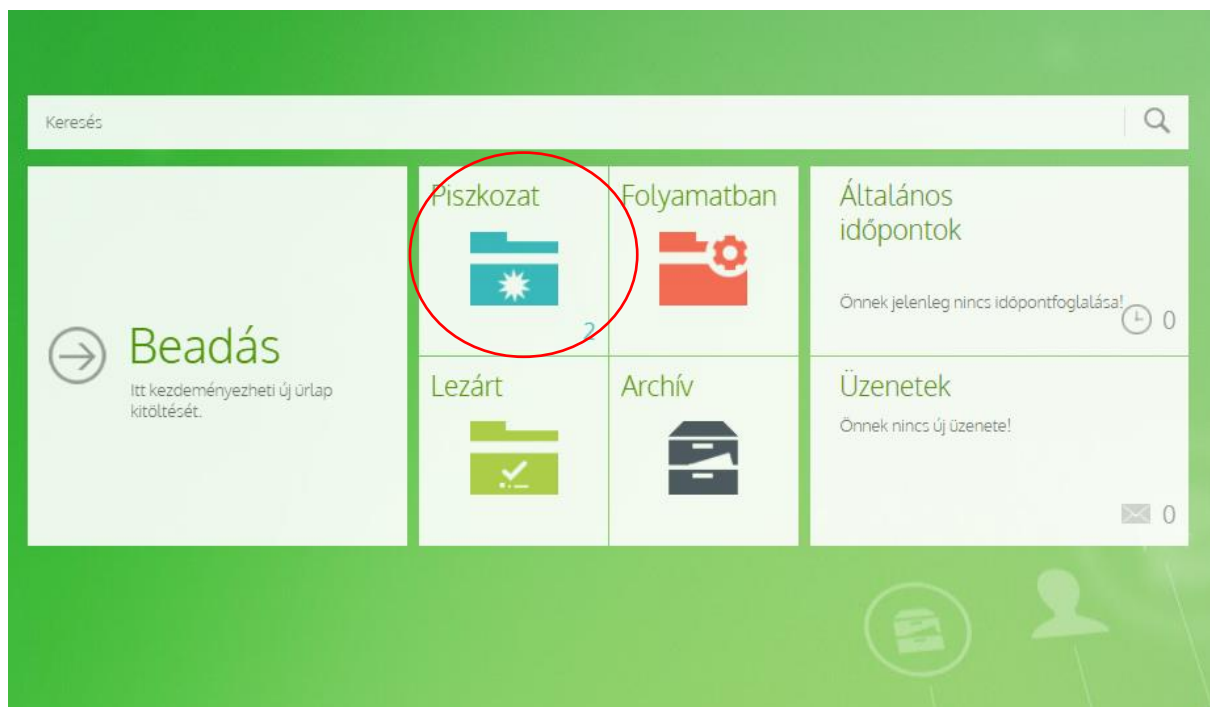 Keresés
Piszkozat
2
Folyamatban
Általános
időpontok
Önnek jelenleg nincs időpontfoglalása!
0
Beadás
Itt kezdeményezheti új űrlap
kitöltését.
Lezárt
Archív
Üzenetek
Önnek nincs új üzenete!
0